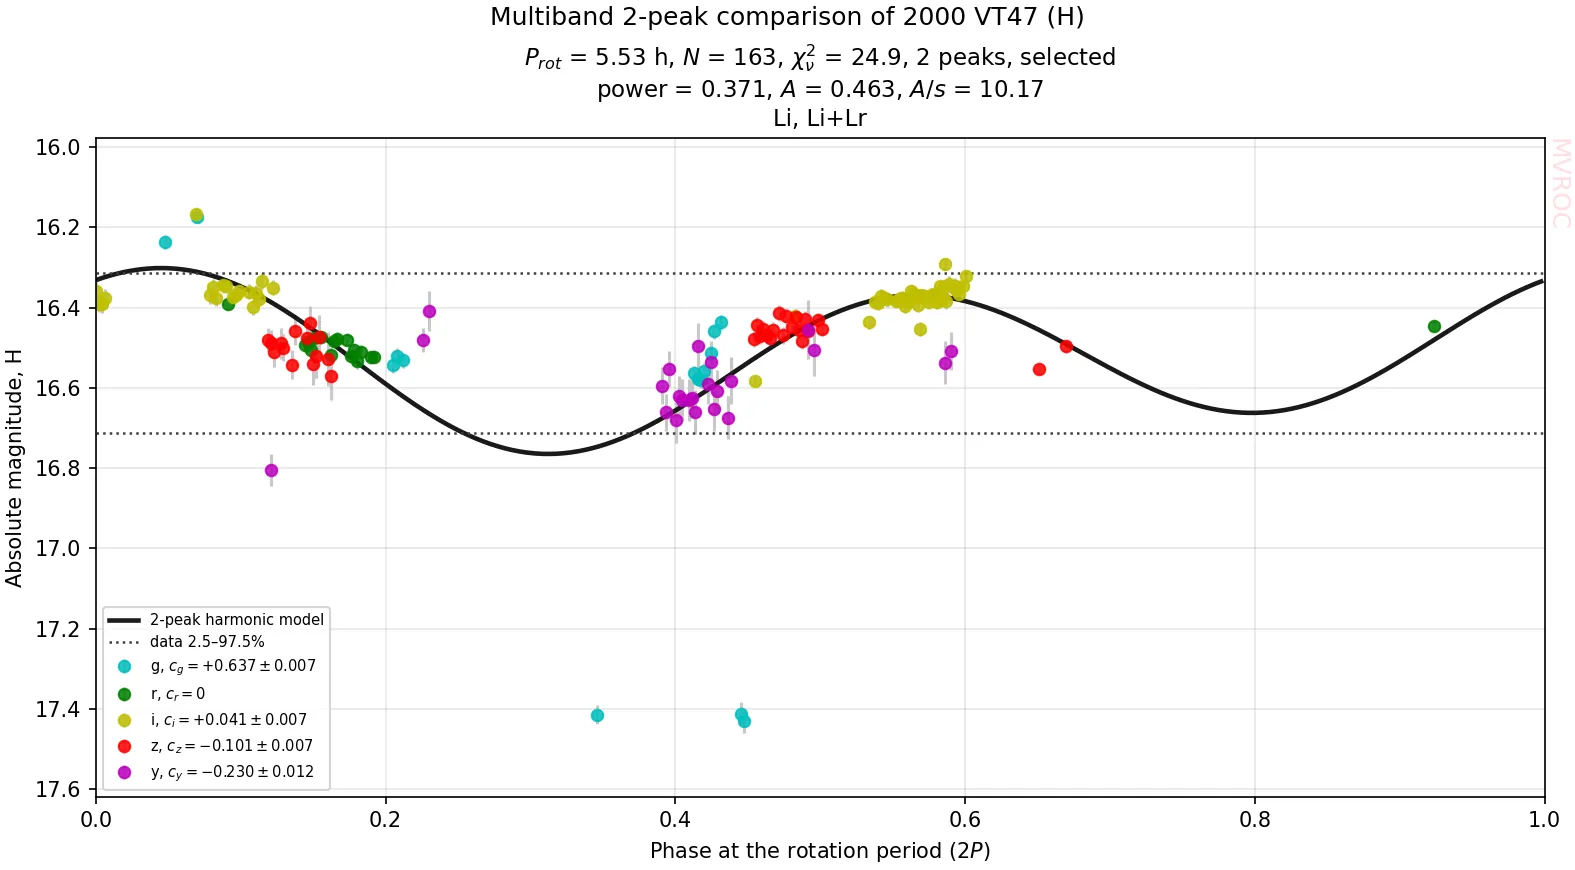 Multiband 2-peak comparison of 2000 VT47 (H)
P_rot = 5.53 h, N = 163, χ²_ν = 24.9, 2 peaks, selected
power = 0.371, A = 0.463, A/s = 10.17
Li, Li+Lr
MVROC
Absolute magnitude, H
16.0
16.2
16.4
16.6
16.8
17.0
17.2
17.4
17.6
2-peak harmonic model
data 2.5–97.5%
g, c_g = +0.637 ± 0.007
r, c_r = 0
i, c_i = +0.041 ± 0.007
z, c_z = −0.101 ± 0.007
y, c_y = −0.230 ± 0.012
0.0 0.2 0.4 0.6 0.8 1.0
Phase at the rotation period (2P)